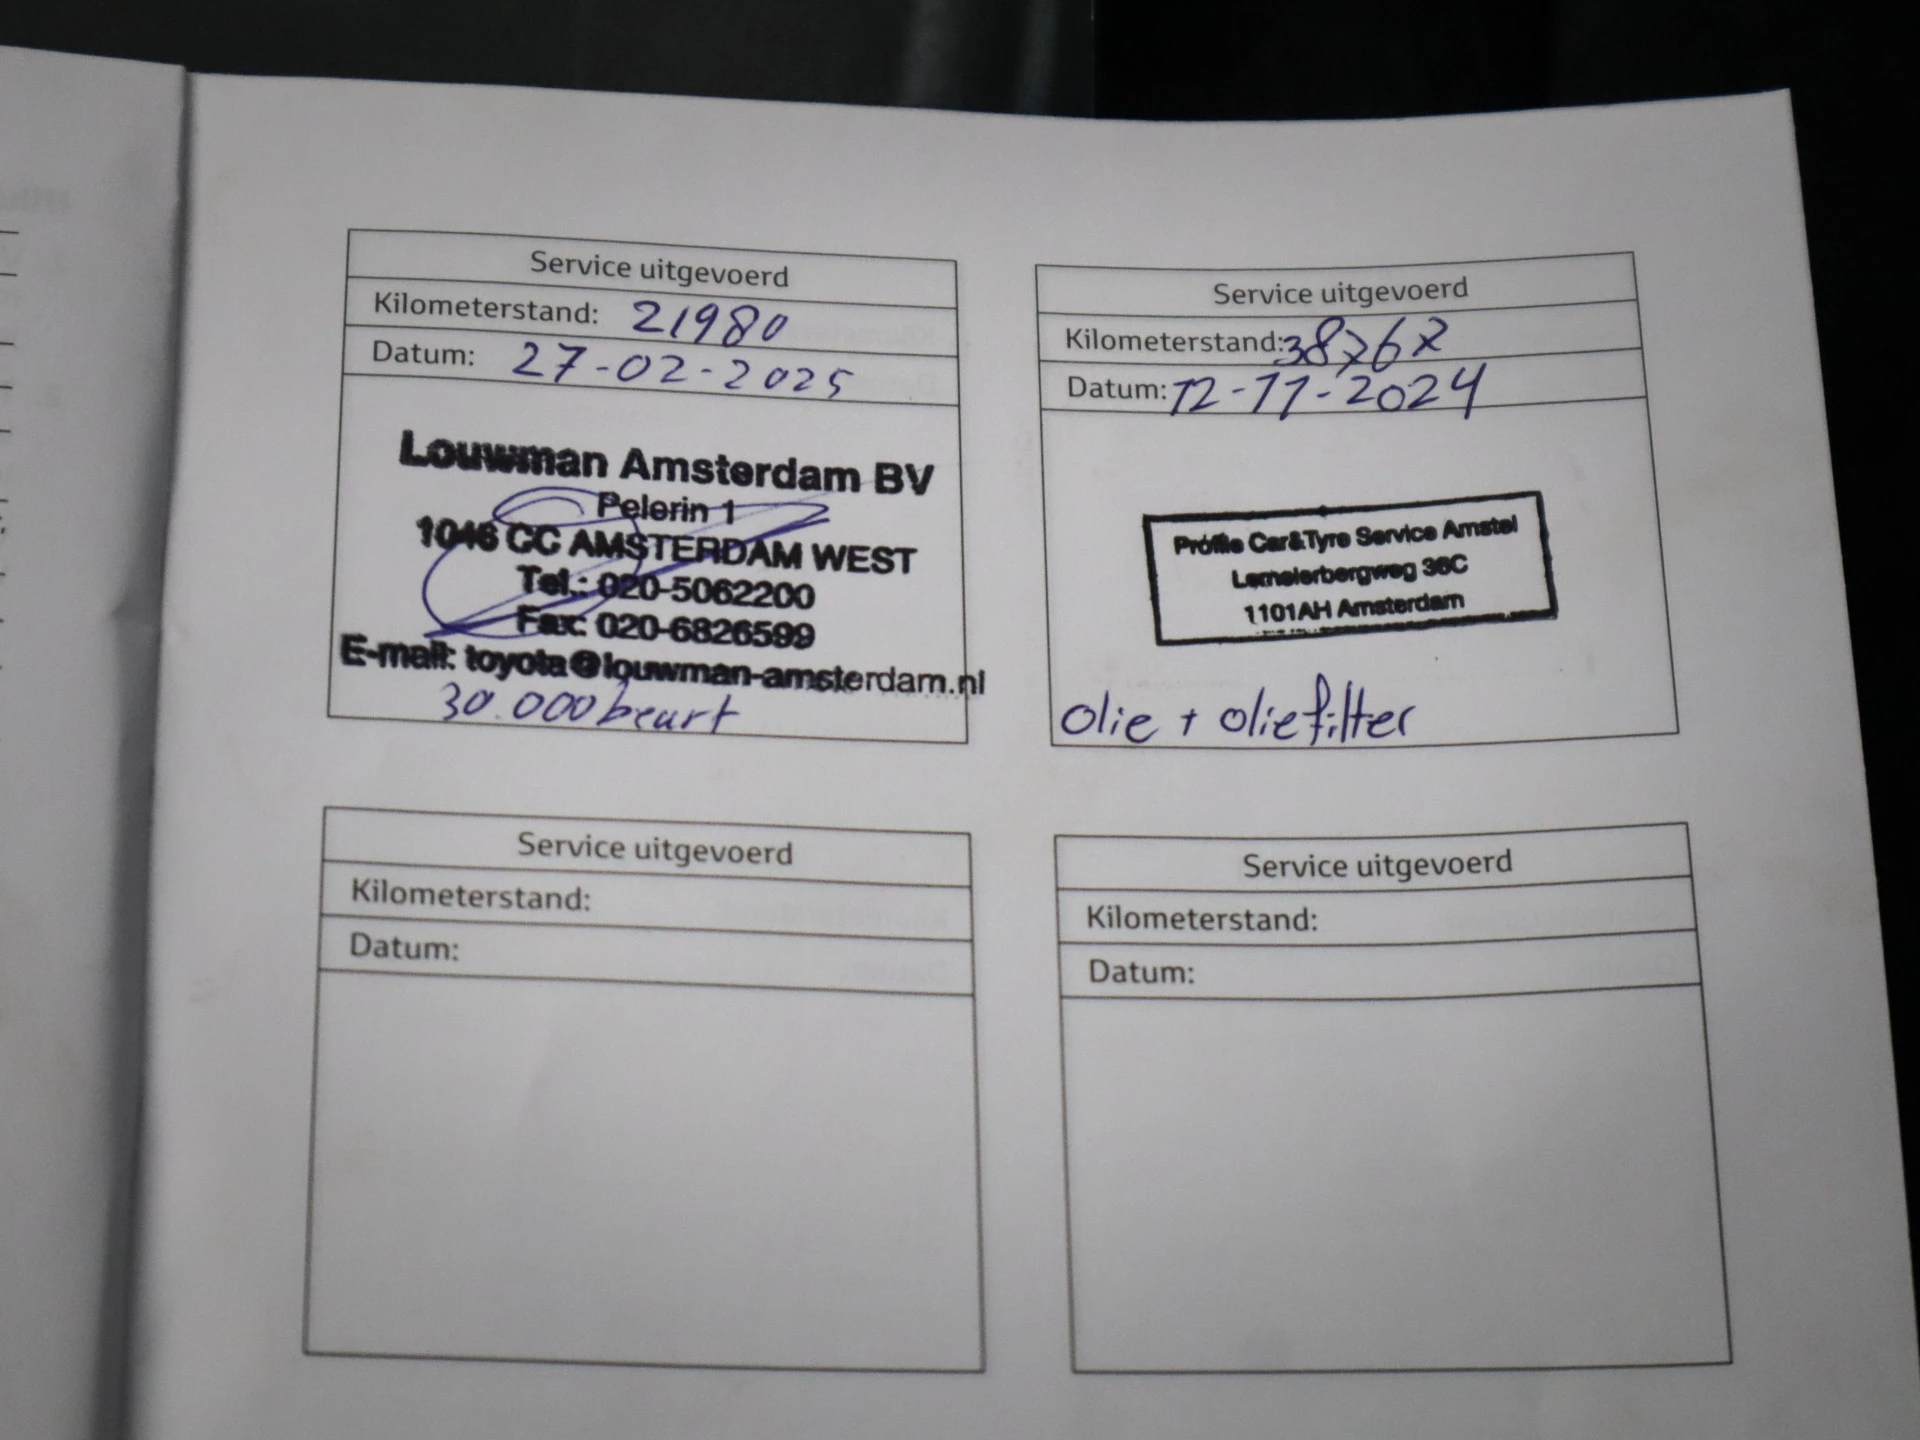 Service uitgevoerd
Kilometerstand: 21980
Datum: 27-02-2025
Louwman Amsterdam BV
Pelerin 1
1046 CC AMSTERDAM WEST
Tel.: 020-5062200
Fax: 020-6826599
E-mail: toyota@louwman-amsterdam.nl
30.000 beurt
Service uitgevoerd
Kilometerstand:
Datum: 12-11-2024
Profile Car&Tyre Service Amstel
Lemelerbergweg 36C
1101AH Amsterdam
olie + oliefilter
Service uitgevoerd
Kilometerstand:
Datum:
Service uitgevoerd
Kilometerstand:
Datum: